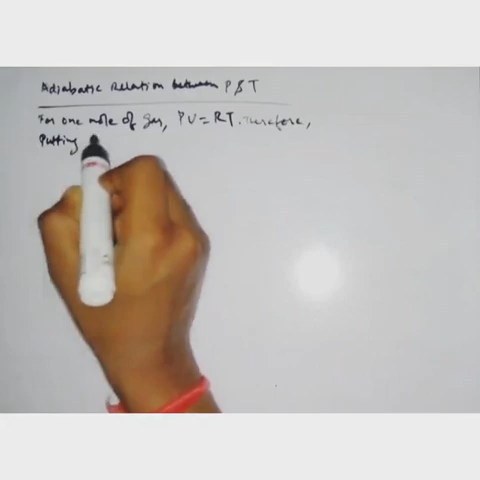 Adiabatic Relation between P & T
For one mole of gas, PV = RT. Therefore,
Putting